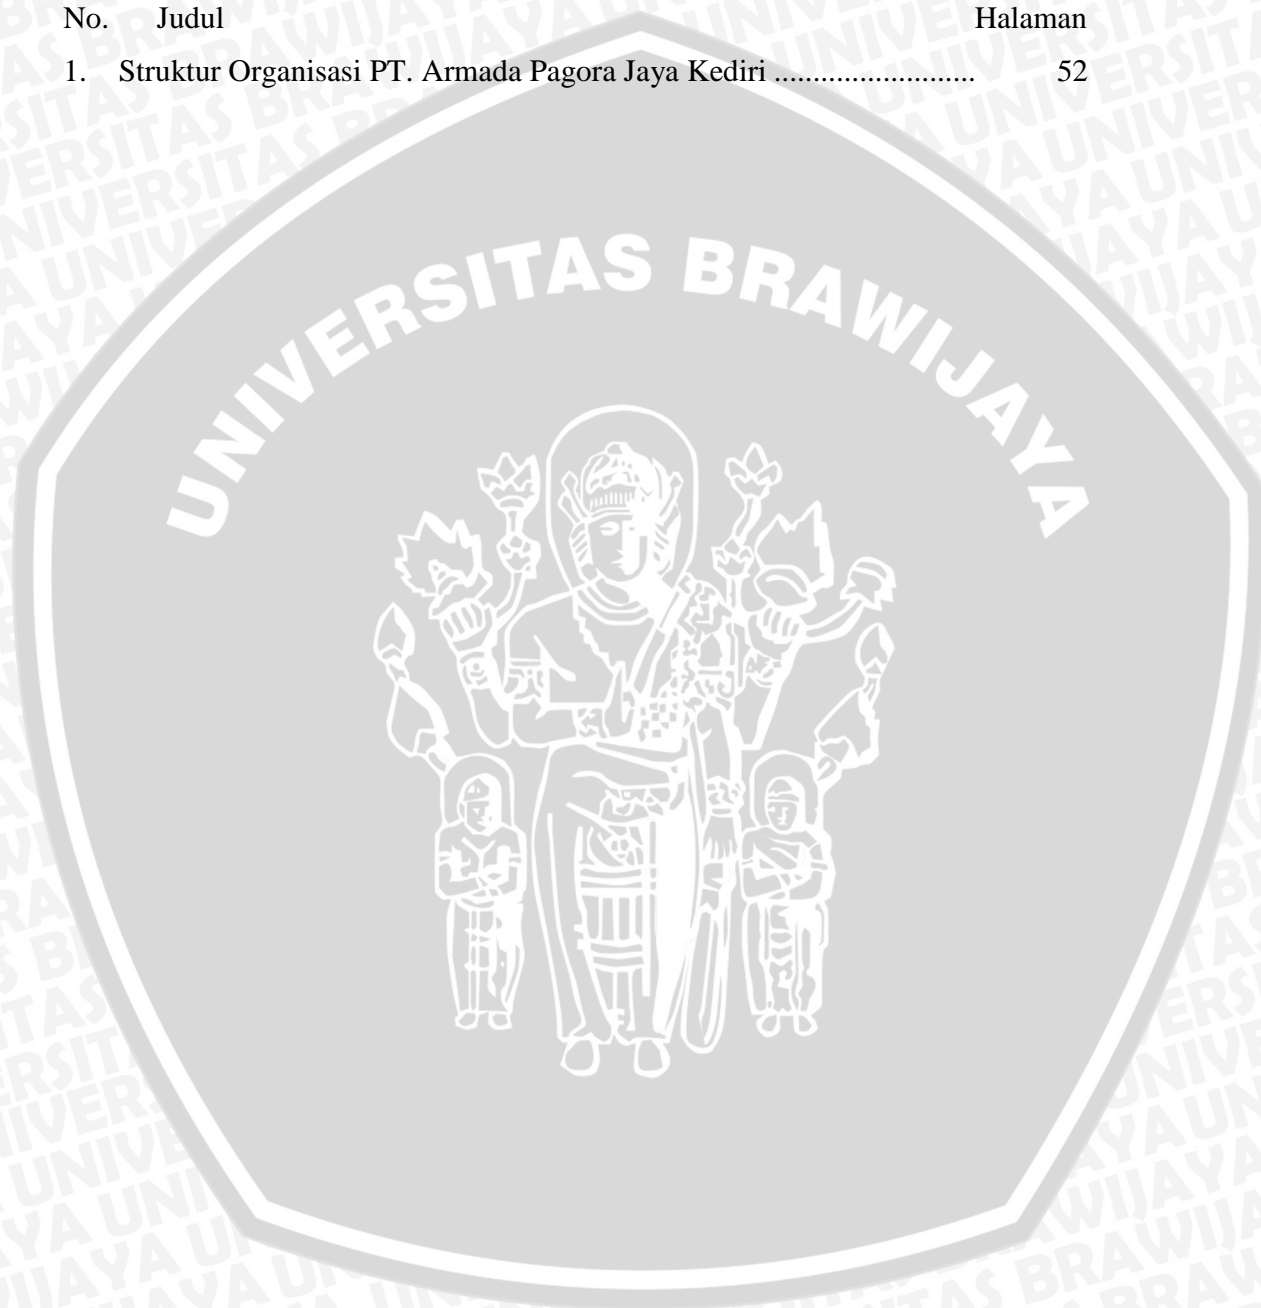 No. Judul Halaman
1. Struktur Organisasi PT. Armada Pagora Jaya Kediri .......................... 52
UNIVERSITAS BRAWIJAYA